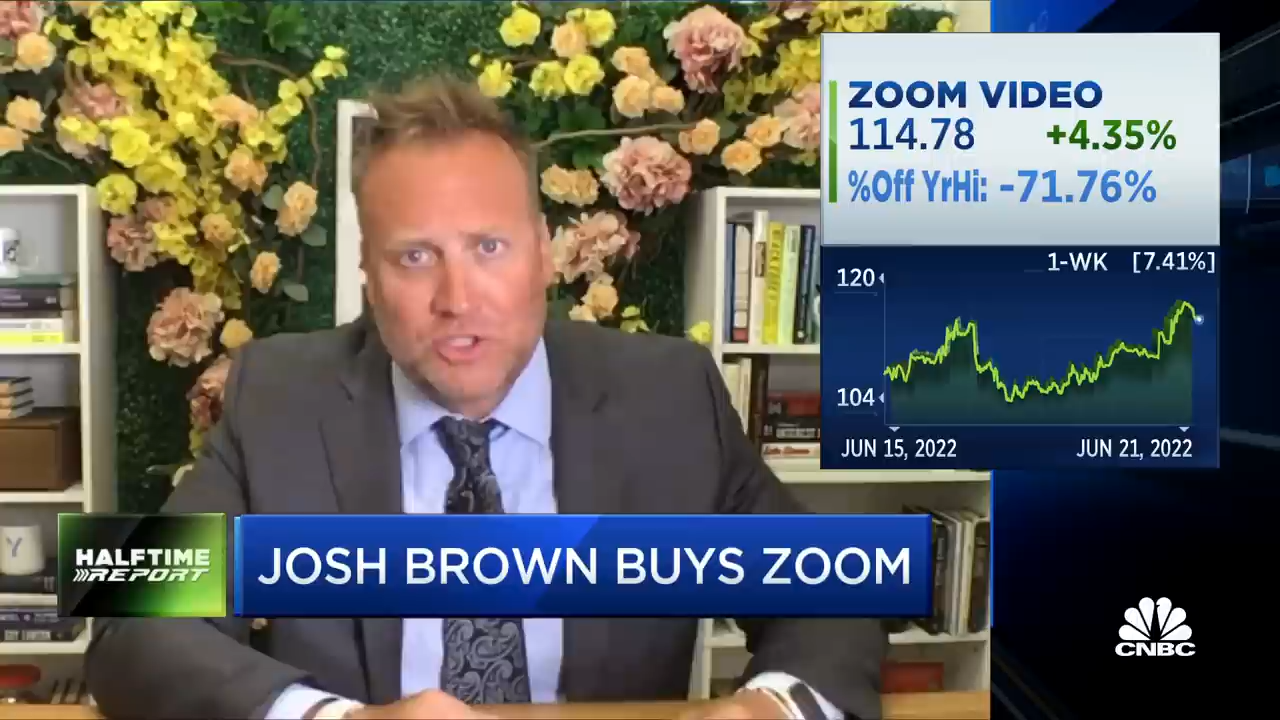 ZOOM VIDEO
114.78 +4.35%
%Off YrHi: -71.76%
1-WK [7.41%]
120
104
JUN 15, 2022 JUN 21, 2022
HALFTIME
REPORT
JOSH BROWN BUYS ZOOM
CNBC
Y